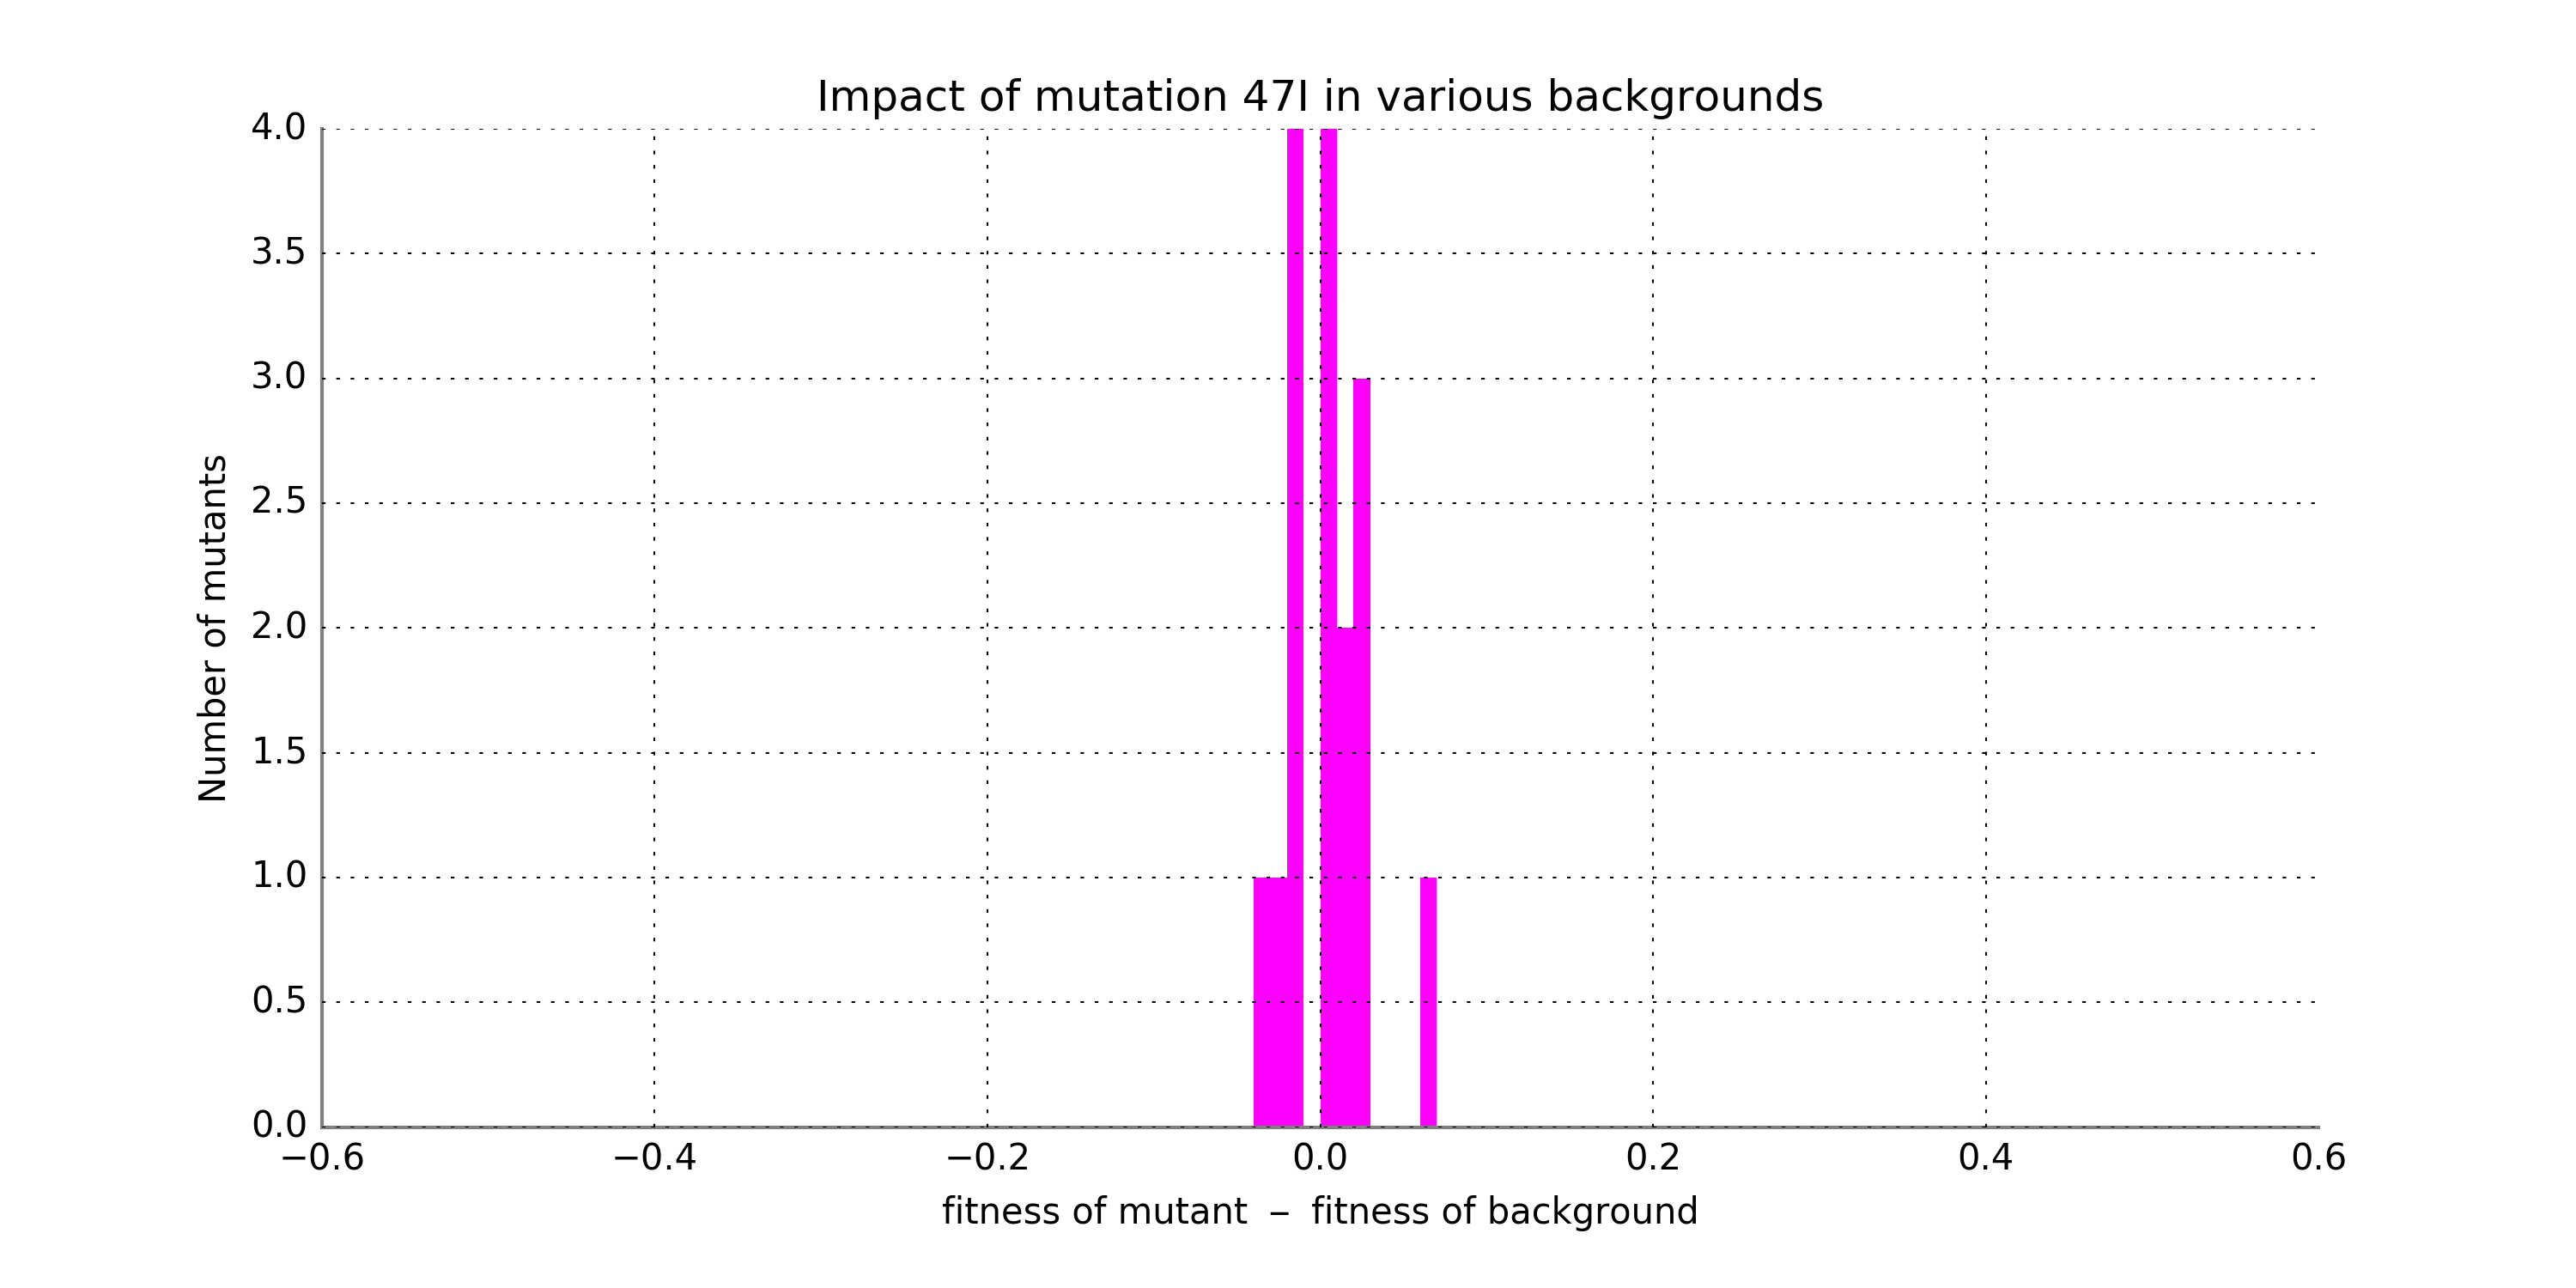 Impact of mutation 47I in various backgrounds
4.0
3.5
3.0
2.5
2.0
1.5
1.0
0.5
0.0
Number of mutants
−0.6 −0.4 −0.2 0.0 0.2 0.4 0.6
fitness of mutant − fitness of background